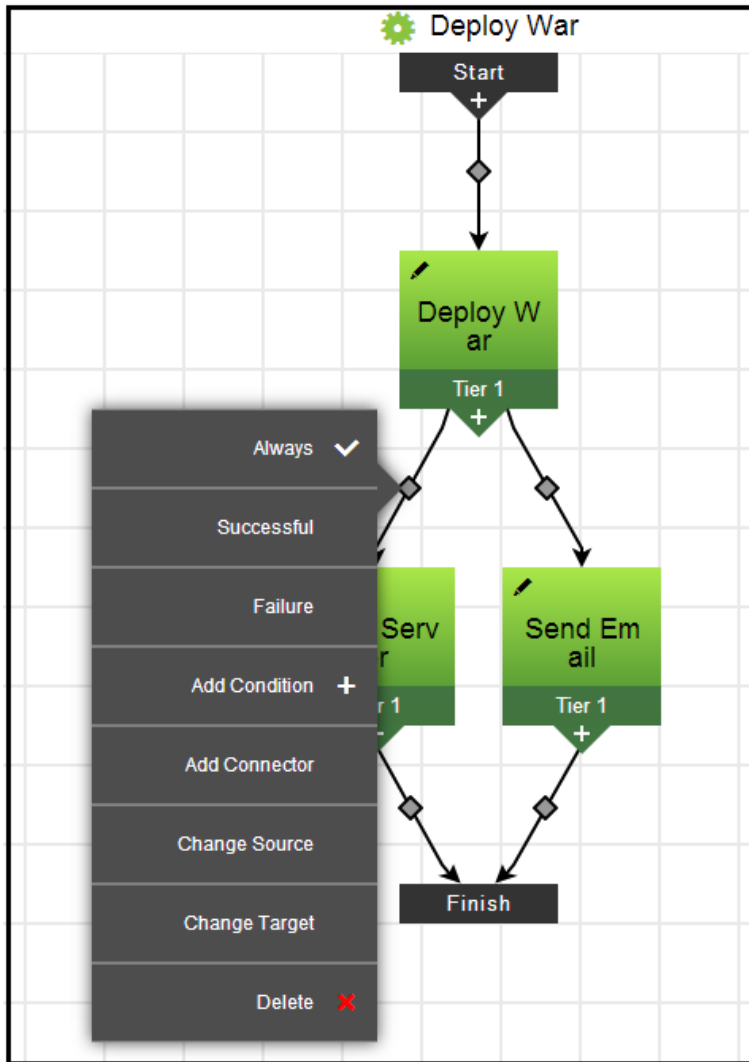 Deploy War
Start
Deploy W
ar
Tier 1
Always
Successful
Failure
Serv
r
Send Em
ail
Add Condition
r 1
Tier 1
Add Connector
Change Source
Finish
Change Target
Delete